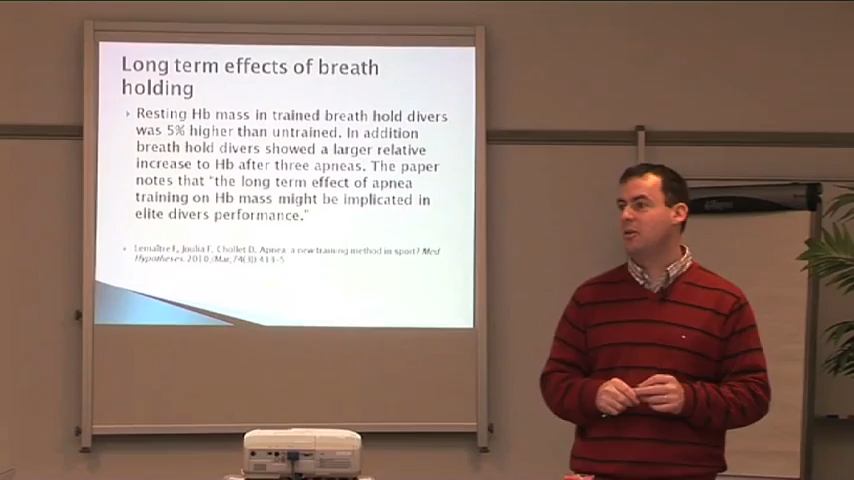 Long term effects of breath
holding
Resting Hb mass in trained breath hold divers
was 5% higher than untrained. In addition
breath hold divers showed a larger relative
increase to Hb after three apneas. The paper
notes that "the long term effect of apnea
training on Hb mass might be implicated in
elite divers performance."
Lemaître F, Joulia F, Chollet D. Apnea: a new training method in sport? Med
Hypotheses. 2010 Mar;74(3):413-5